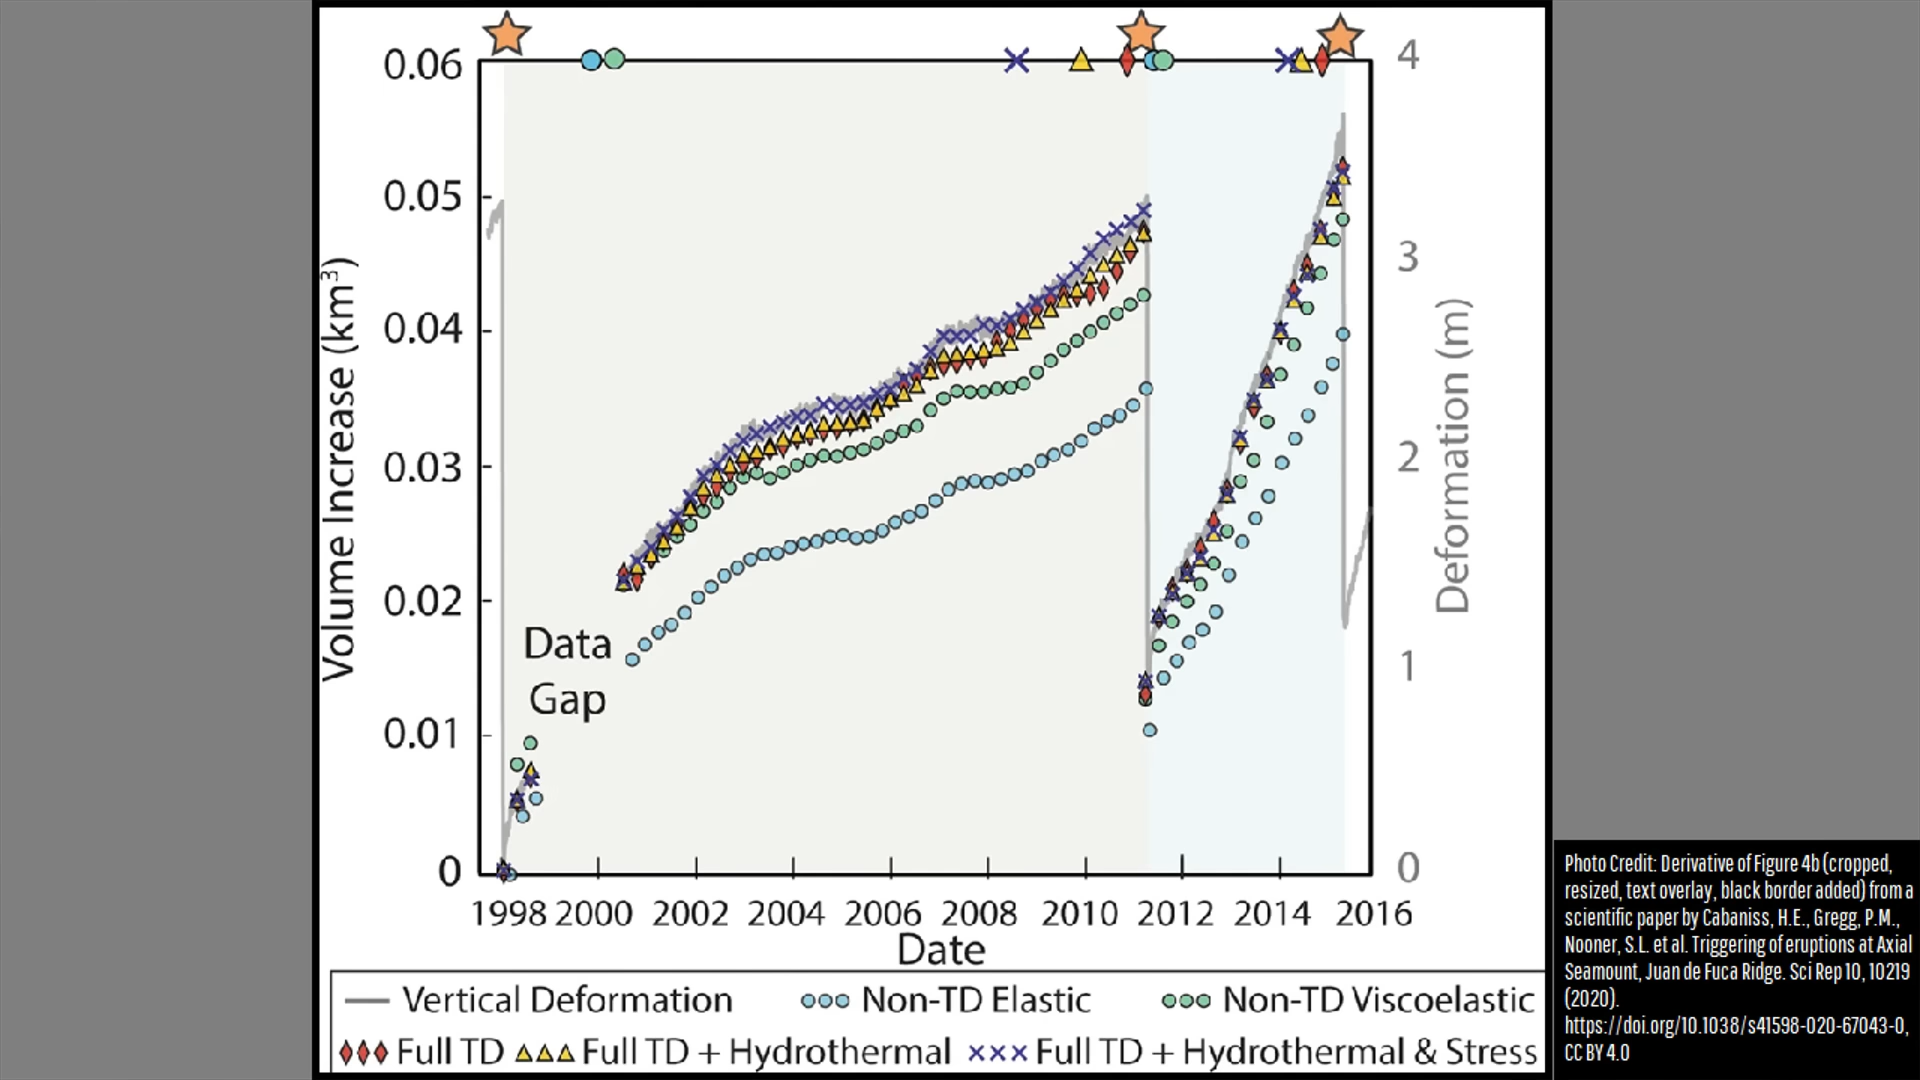 0.06
0.05
0.04
0.03
0.02
0.01
0
Volume Increase (km³)
4
3
2
1
0
Deformation (m)
Data
Gap
1998 2000 2002 2004 2006 2008 2010 2012 2014 2016
Date
Vertical Deformation Non-TD Elastic Non-TD Viscoelastic
Full TD Full TD + Hydrothermal Full TD + Hydrothermal & Stress
Photo Credit: Derivative of Figure 4b (cropped,
resized, text overlay, black border added) from a
scientific paper by Cabaniss, H.E., Gregg, P.M.,
Nooner, S.L. et al. Triggering of eruptions at Axial
Seamount, Juan de Fuca Ridge. Sci Rep 10, 10219
(2020).
https://doi.org/10.1038/s41598-020-67043-0,
CC BY 4.0